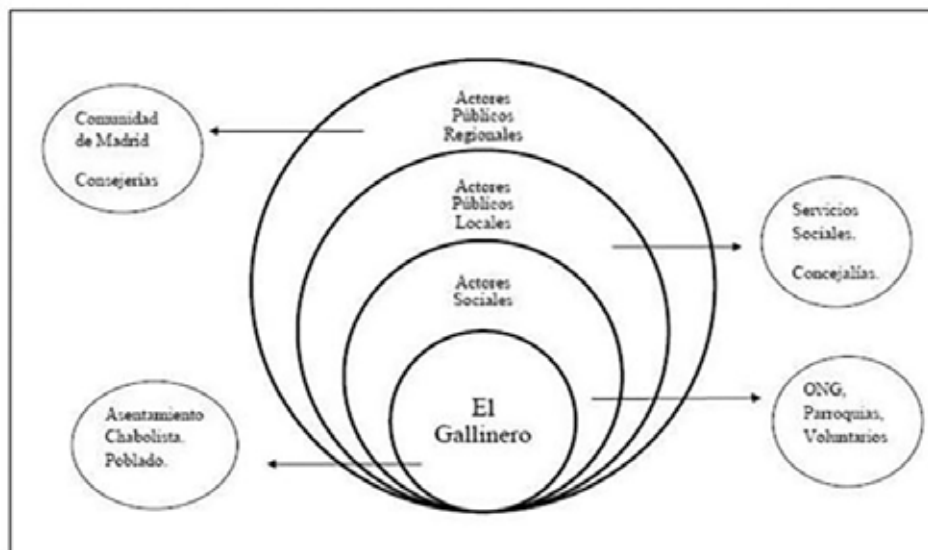 Actores
Públicos
Regionales
Comunidad
de Madrid
Consejerías
Actores
Públicos
Locales
Servicios
Sociales.
Concejalías.
Actores
Sociales
ONG,
Parroquias,
Voluntarios
El
Gallinero
Asentamiento
Chabolista.
Poblado.